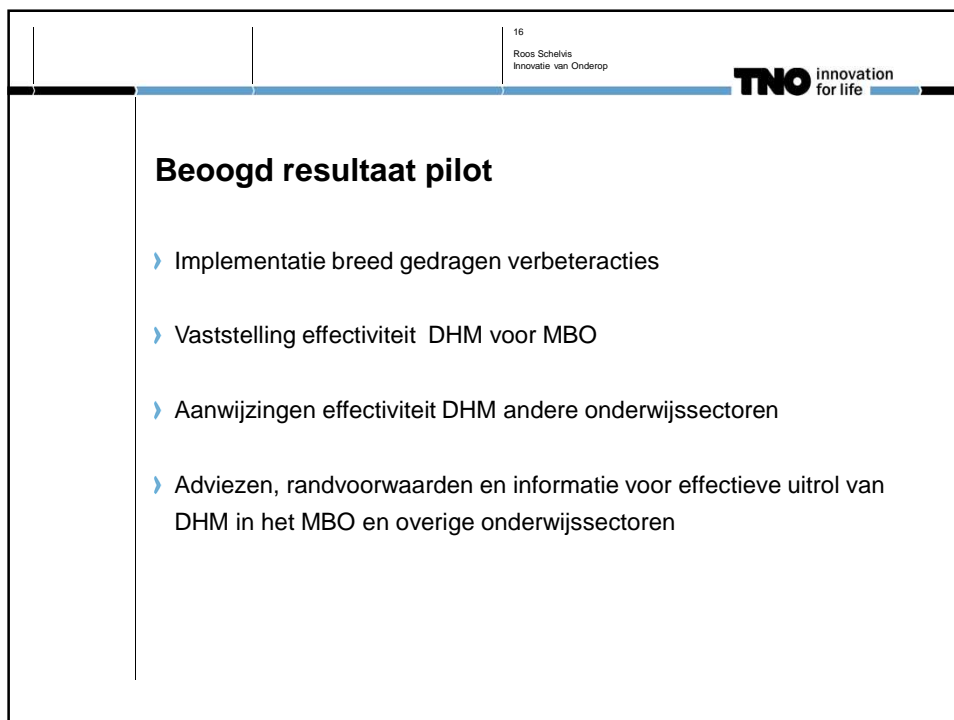 16
Roos Schelvis
Innovatie van Onderop
TNO innovation
for life
Beoogd resultaat pilot
Implementatie breed gedragen verbeteracties
Vaststelling effectiviteit DHM voor MBO
Aanwijzingen effectiviteit DHM andere onderwijssectoren
Adviezen, randvoorwaarden en informatie voor effectieve uitrol van
DHM in het MBO en overige onderwijssectoren